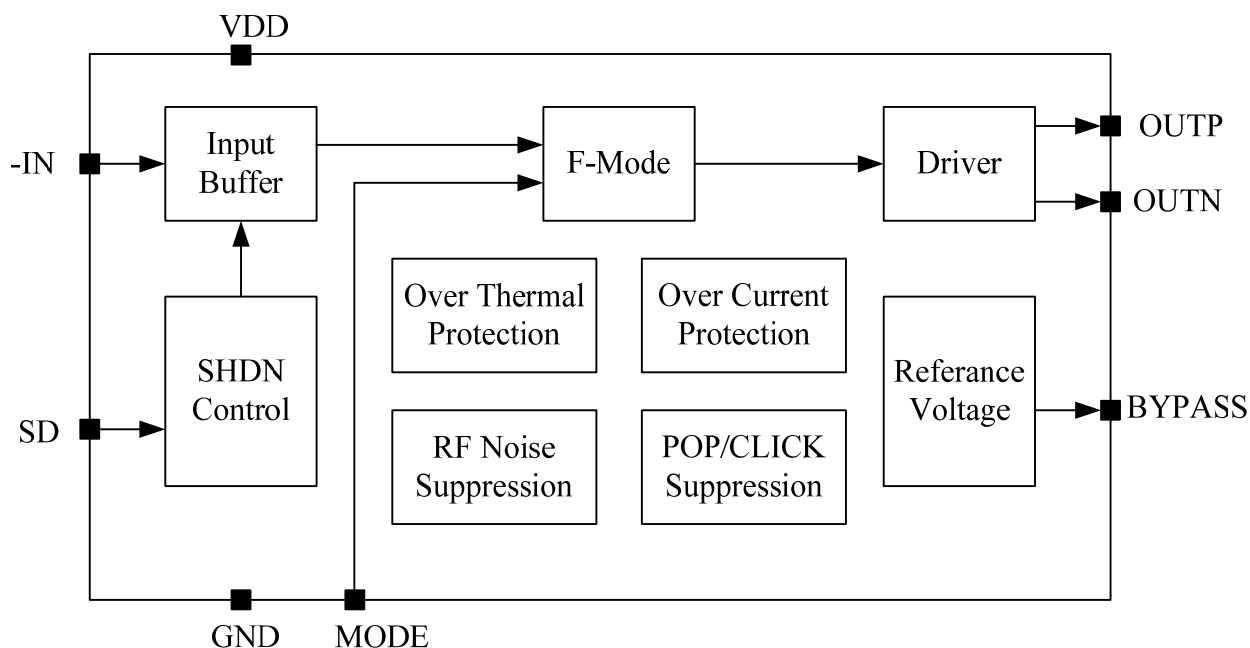 VDD
-IN
Input
Buffer
F-Mode
Driver
OUTP
OUTN
Over Thermal
Protection
Over Current
Protection
SHDN
Control
Referance
Voltage
SD
BYPASS
RF Noise
Suppression
POP/CLICK
Suppression
GND
MODE